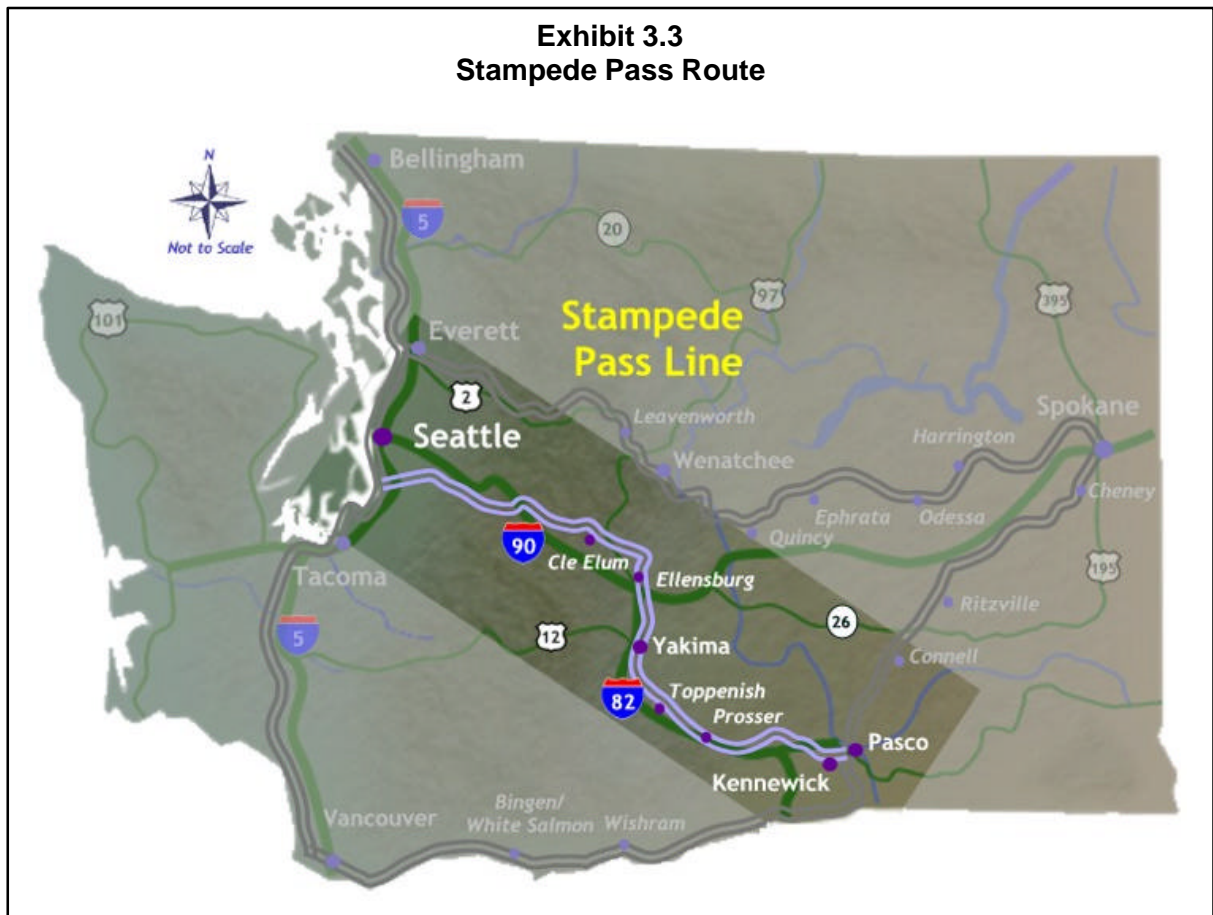 Exhibit 3.3
Stampede Pass Route
N
Not to Scale
Bellingham
5
20
97
395
101
Stampede
Pass Line
Everett
2
Leavenworth
Seattle
Spokane
Harrington
Wenatchee
Cheney
Ephrata
Odessa
Quincy
90
Cle Elum
Ellensburg
195
Tacoma
Ritzville
26
5
12
Yakima
Connell
82
Toppenish
Prosser
Pasco
Kennewick
Bingen/
White Salmon
Wishram
Vancouver